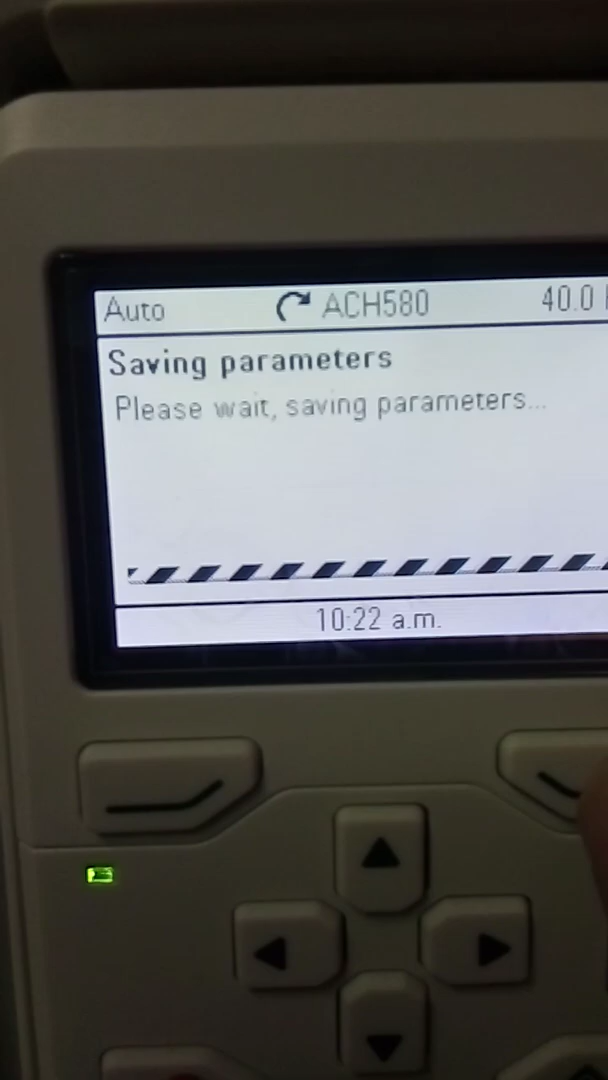 Auto ACH580 40.0
Saving parameters
Please wait, saving parameters...
10:22 a.m.